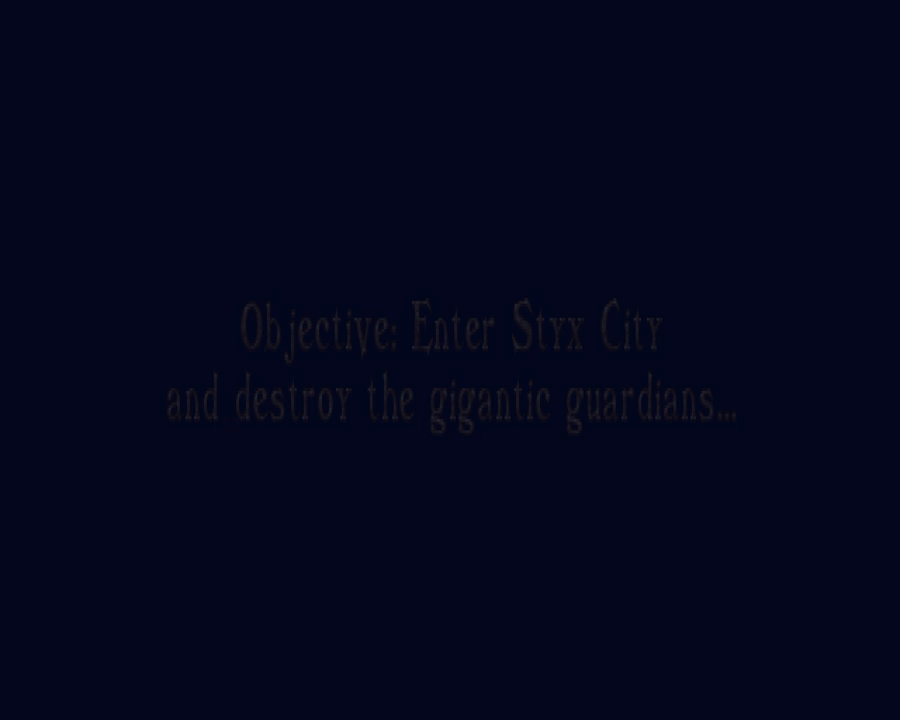 Objective: Enter Styx City
and destroy the gigantic guardians...